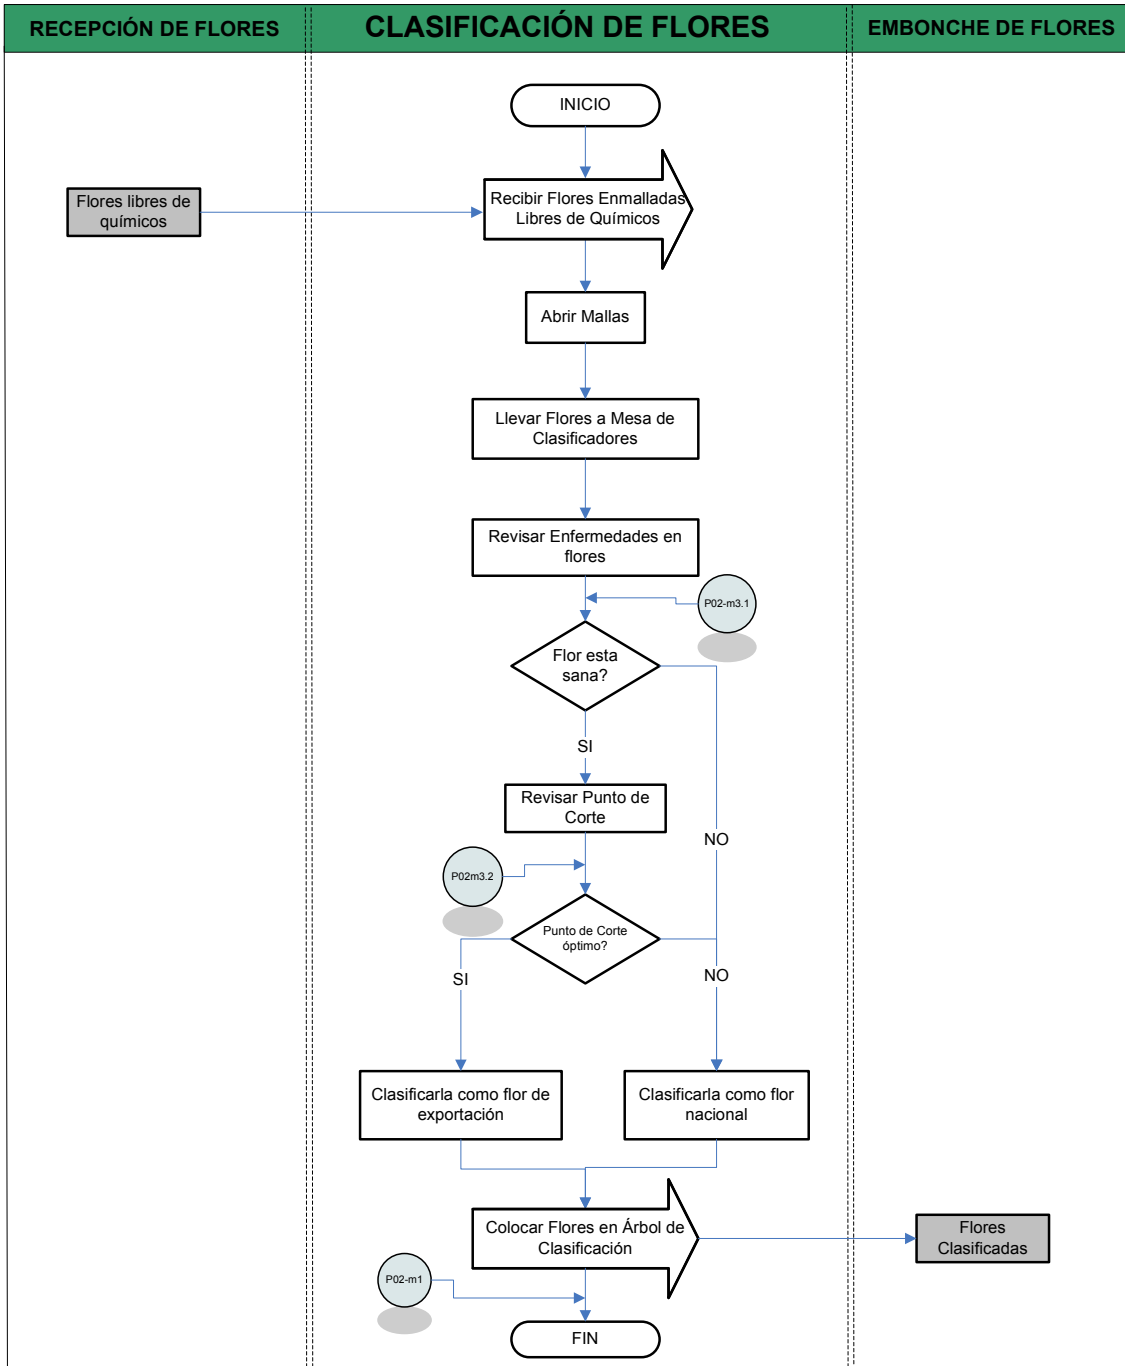 RECEPCIÓN DE FLORES
CLASIFICACIÓN DE FLORES
EMBONCHE DE FLORES
INICIO
Flores libres de
químicos
Recibir Flores Enmalladas
Libres de Químicos
Abrir Mallas
Llevar Flores a Mesa de
Clasificadores
Revisar Enfermedades en
flores
P02-m3.1
Flor esta
sana?
SI
Revisar Punto de
Corte
NO
P02m3.2
Punto de Corte
óptimo?
SI
NO
Clasificarla como flor de
exportación
Clasificarla como flor
nacional
Colocar Flores en Árbol de
Clasificación
Flores
Clasificadas
P02-m1
FIN